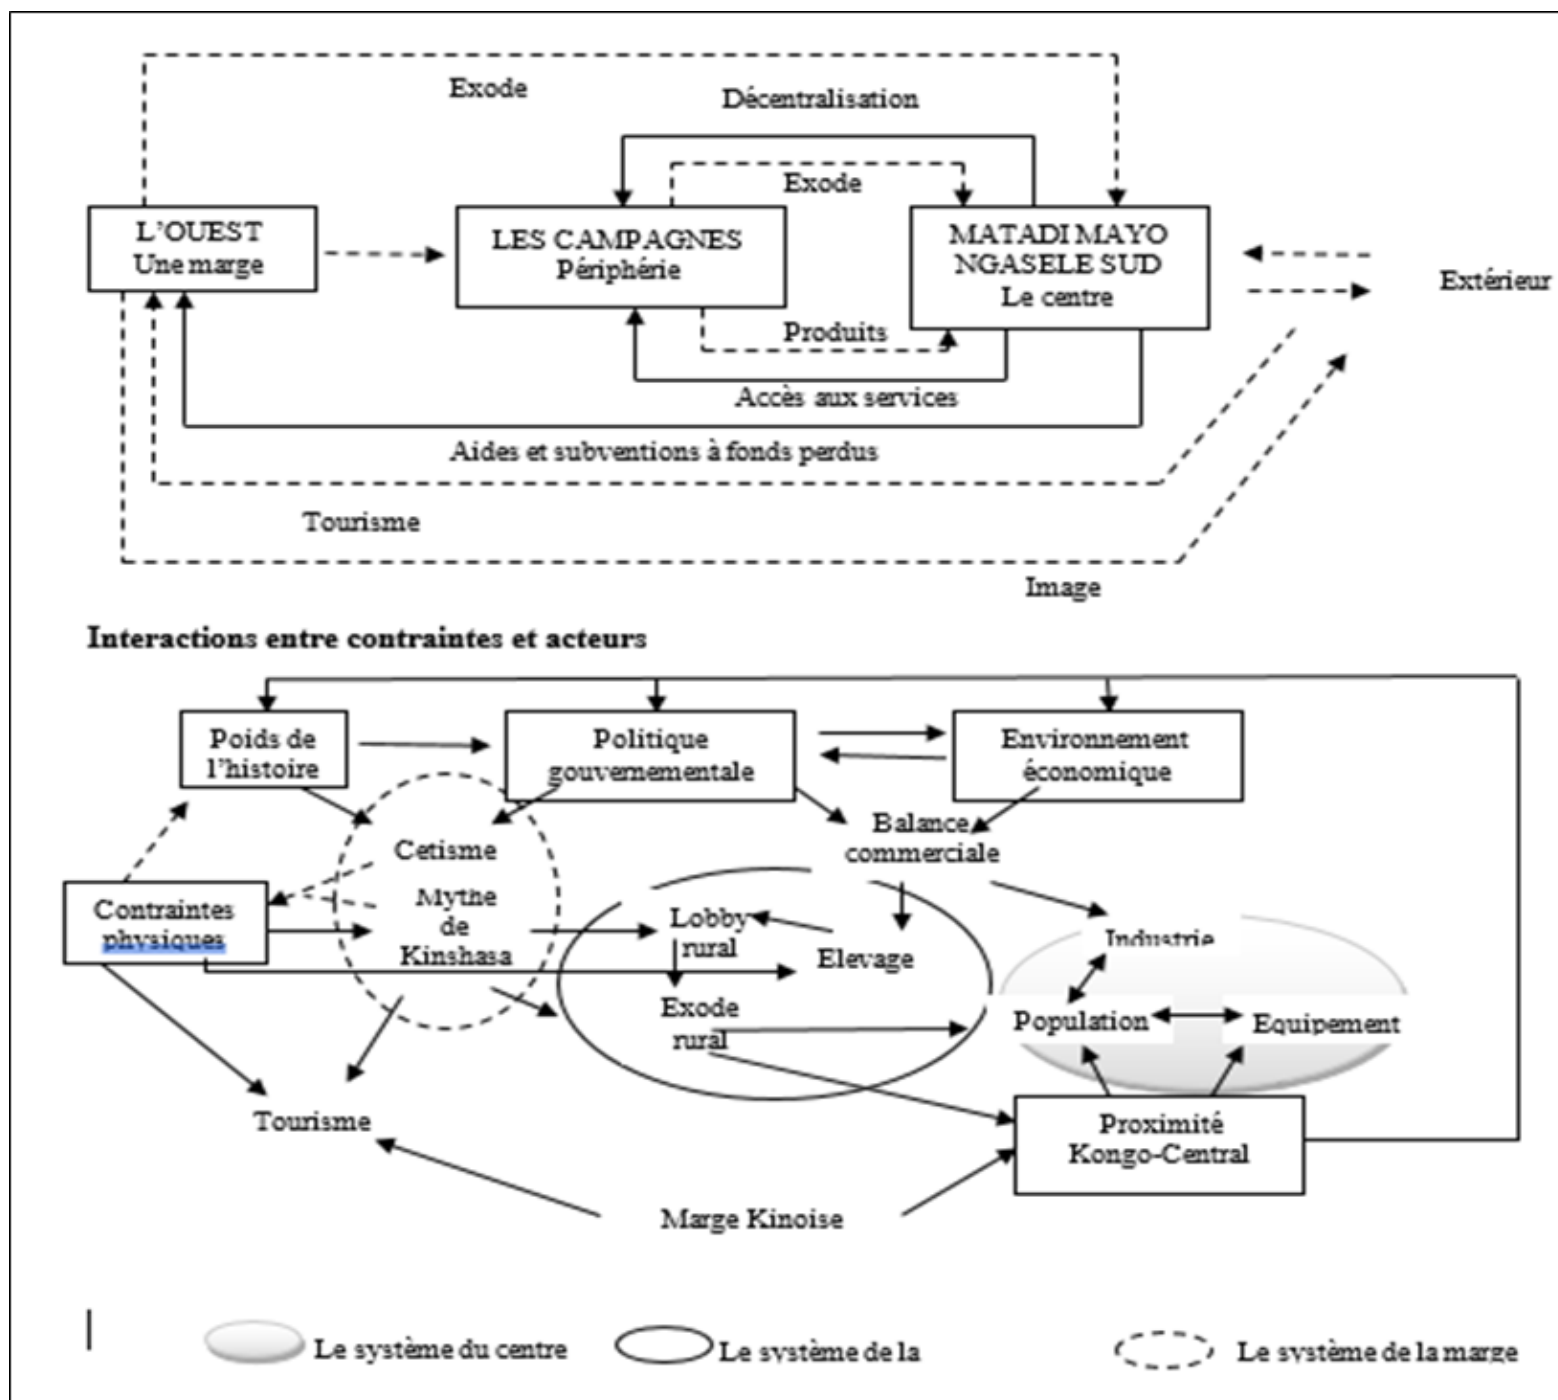 Exode
Décentralisation
Exode
L'OUEST
Une marge
LES CAMPAGNES
Périphérie
MATADI MAYO
NGASELE SUD
Le centre
Extérieur
Produits
Accès aux services
Aides et subventions à fonds perdus
Tourisme
Image
Interactions entre contraintes et acteurs
Poids de
l'histoire
Politique
gouvernementale
Environnement
économique
Balance
commerciale
Cetisme
Mythe
de
Kinshasa
Contraintes
physiques
Lobby
rural
Elevage
Industrie
Exode
rural
Population
Equipement
Tourisme
Proximité
Kongo-Central
Marge Kinoise
Le système du centre
Le système de la
Le système de la marge